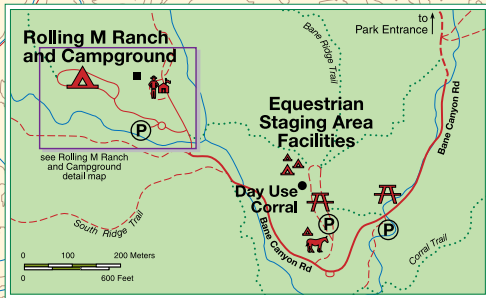 to
Park Entrance
Rolling M Ranch
and Campground
Bane Ridge Trail
Bane Canyon Rd
P
see Rolling M Ranch
and Campground
detail map
Equestrian
Staging Area
Facilities
Day Use
Corral
P
P
South Ridge Trail
Bane Canyon Rd
Corral Trail
0 100 200 Meters
0 600 Feet